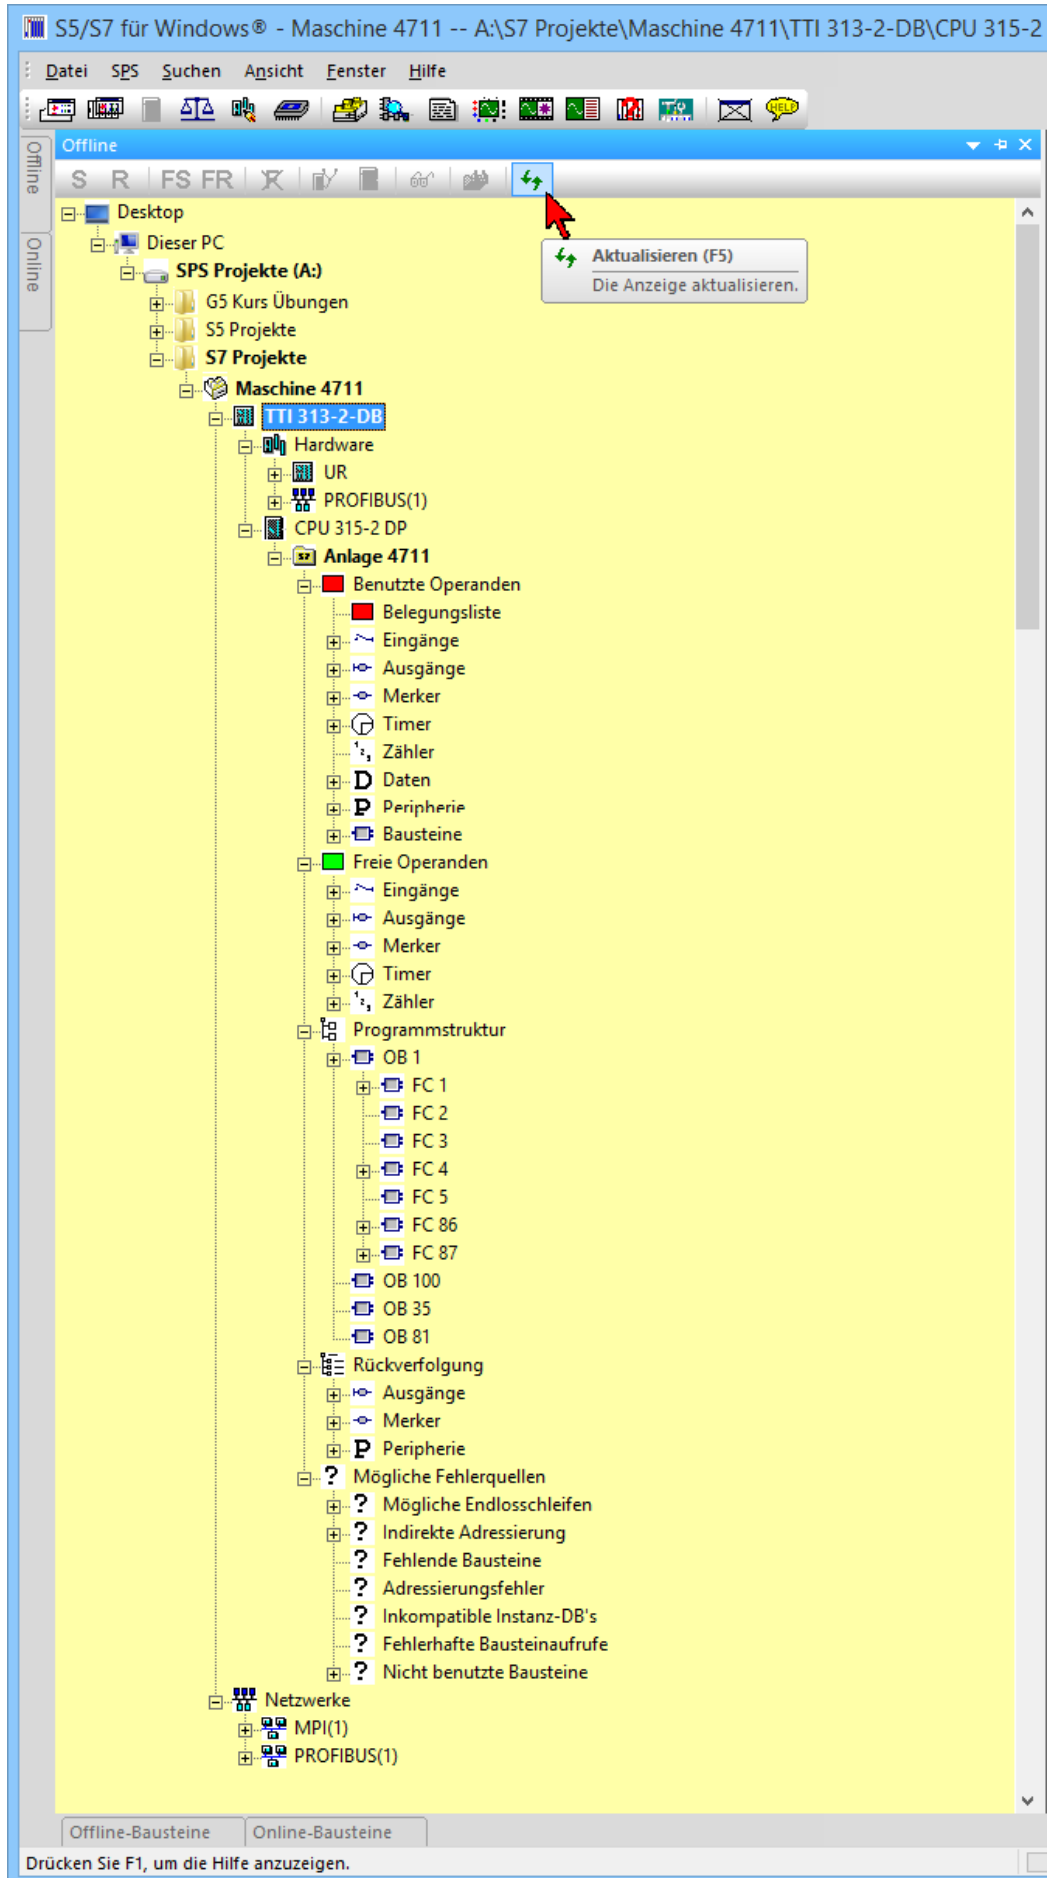 S5/S7 für Windows® - Maschine 4711 -- A:\S7 Projekte\Maschine 4711\TTI 313-2-DB\CPU 315-2
Datei SPS Suchen Ansicht Fenster Hilfe
HELP
Offline
Offline
Online
S R FS FR
Desktop
Dieser PC
Aktualisieren (F5)
Die Anzeige aktualisieren.
SPS Projekte (A:)
G5 Kurs Übungen
S5 Projekte
S7 Projekte
Maschine 4711
TTI 313-2-DB
Hardware
UR
PROFIBUS(1)
CPU 315-2 DP
Anlage 4711
Benutzte Operanden
Belegungsliste
Eingänge
Ausgänge
Merker
Timer
Zähler
D Daten
P Peripherie
Bausteine
Freie Operanden
Eingänge
Ausgänge
Merker
Timer
Zähler
Programmstruktur
OB 1
FC 1
FC 2
FC 3
FC 4
FC 5
FC 86
FC 87
OB 100
OB 35
OB 81
Rückverfolgung
Ausgänge
Merker
P Peripherie
? Mögliche Fehlerquellen
? Mögliche Endlosschleifen
? Indirekte Adressierung
? Fehlende Bausteine
? Adressierungsfehler
? Inkompatible Instanz-DB's
? Fehlerhafte Bausteinaufrufe
? Nicht benutzte Bausteine
Netzwerke
MPI(1)
PROFIBUS(1)
Offline-Bausteine Online-Bausteine
Drücken Sie F1, um die Hilfe anzuzeigen.